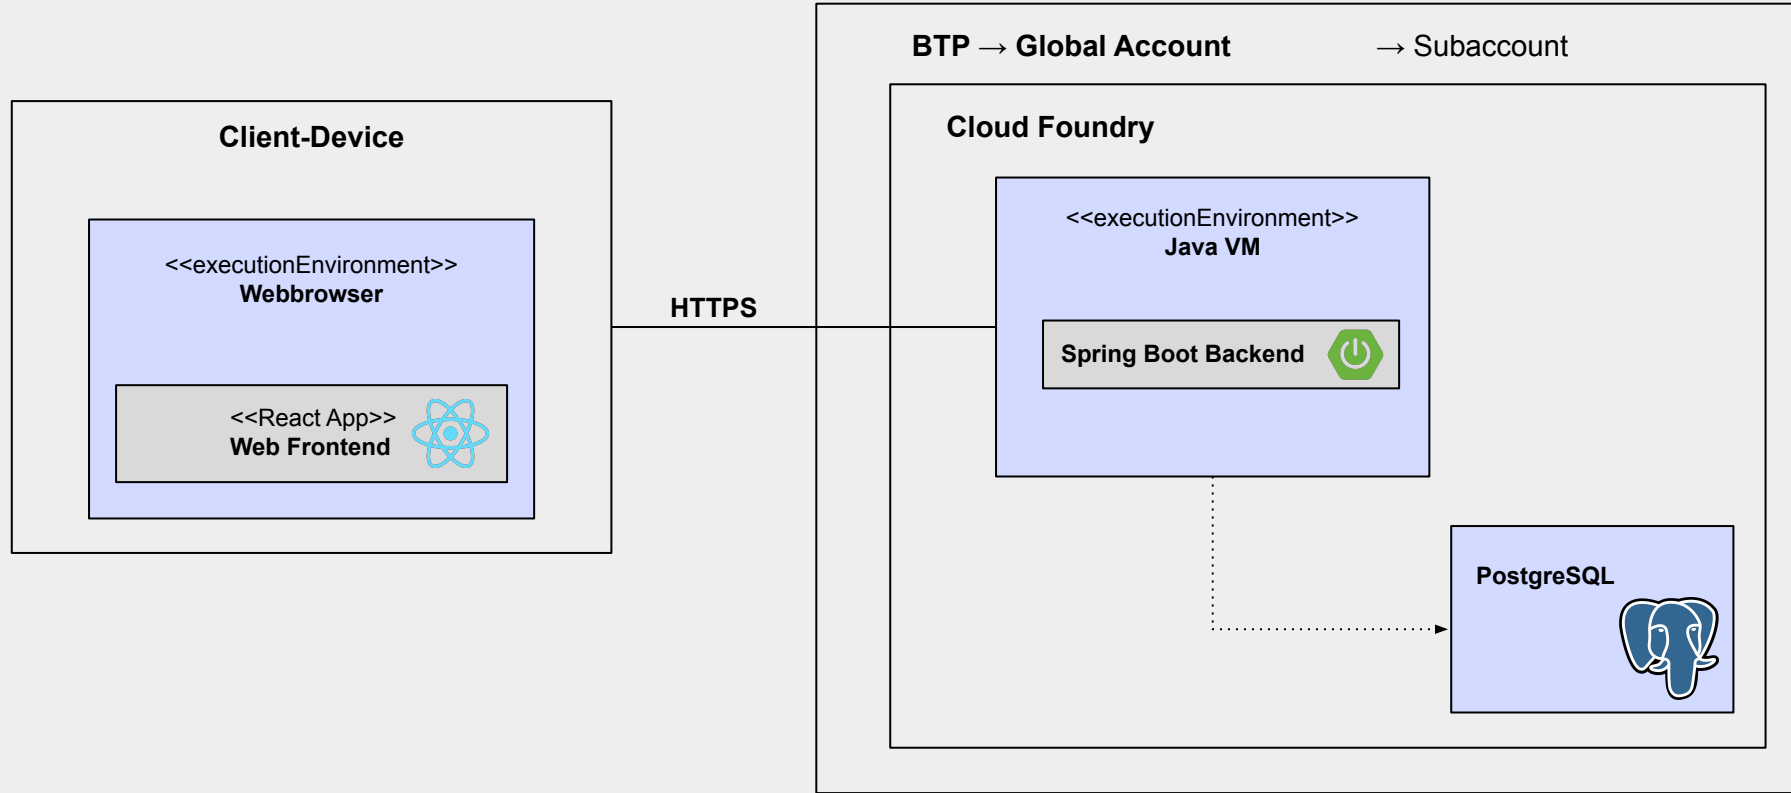 BTP → Global Account → Subaccount
Client-Device
<<executionEnvironment>>
Webbrowser
<<React App>>
Web Frontend
HTTPS
Cloud Foundry
<<executionEnvironment>>
Java VM
Spring Boot Backend
PostgreSQL